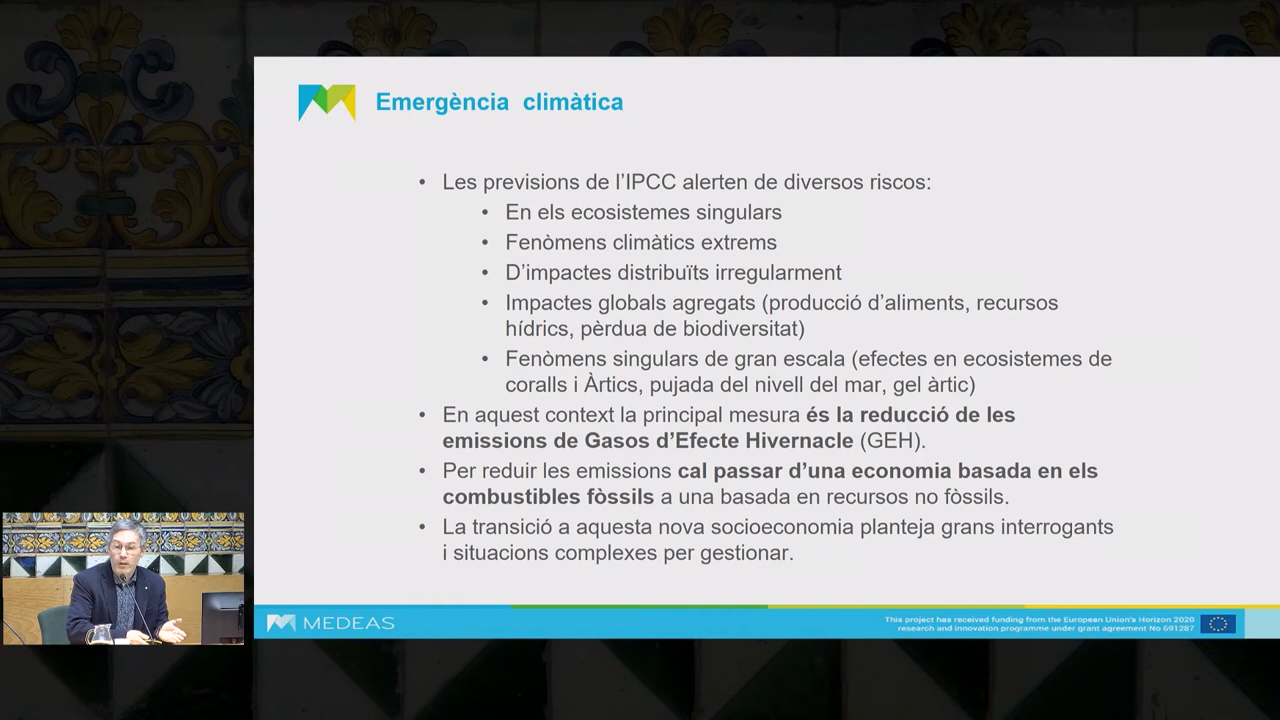 Emergència climàtica
• Les previsions de l’IPCC alerten de diversos riscos:
• En els ecosistemes singulars
• Fenòmens climàtics extrems
• D’impactes distribuïts irregularment
• Impactes globals agregats (producció d’aliments, recursos
hídrics, pèrdua de biodiversitat)
• Fenòmens singulars de gran escala (efectes en ecosistemes de
coralls i Àrtics, pujada del nivell del mar, gel àrtic)
• En aquest context la principal mesura és la reducció de les
emissions de Gasos d’Efecte Hivernacle (GEH).
• Per reduir les emissions cal passar d’una economia basada en els
combustibles fòssils a una basada en recursos no fòssils.
• La transició a aquesta nova socioeconomia planteja grans interrogants
i situacions complexes per gestionar.
MEDEAS
This project has received funding from the European Union's Horizon 2020
research and innovation programme under grant agreement No 691287